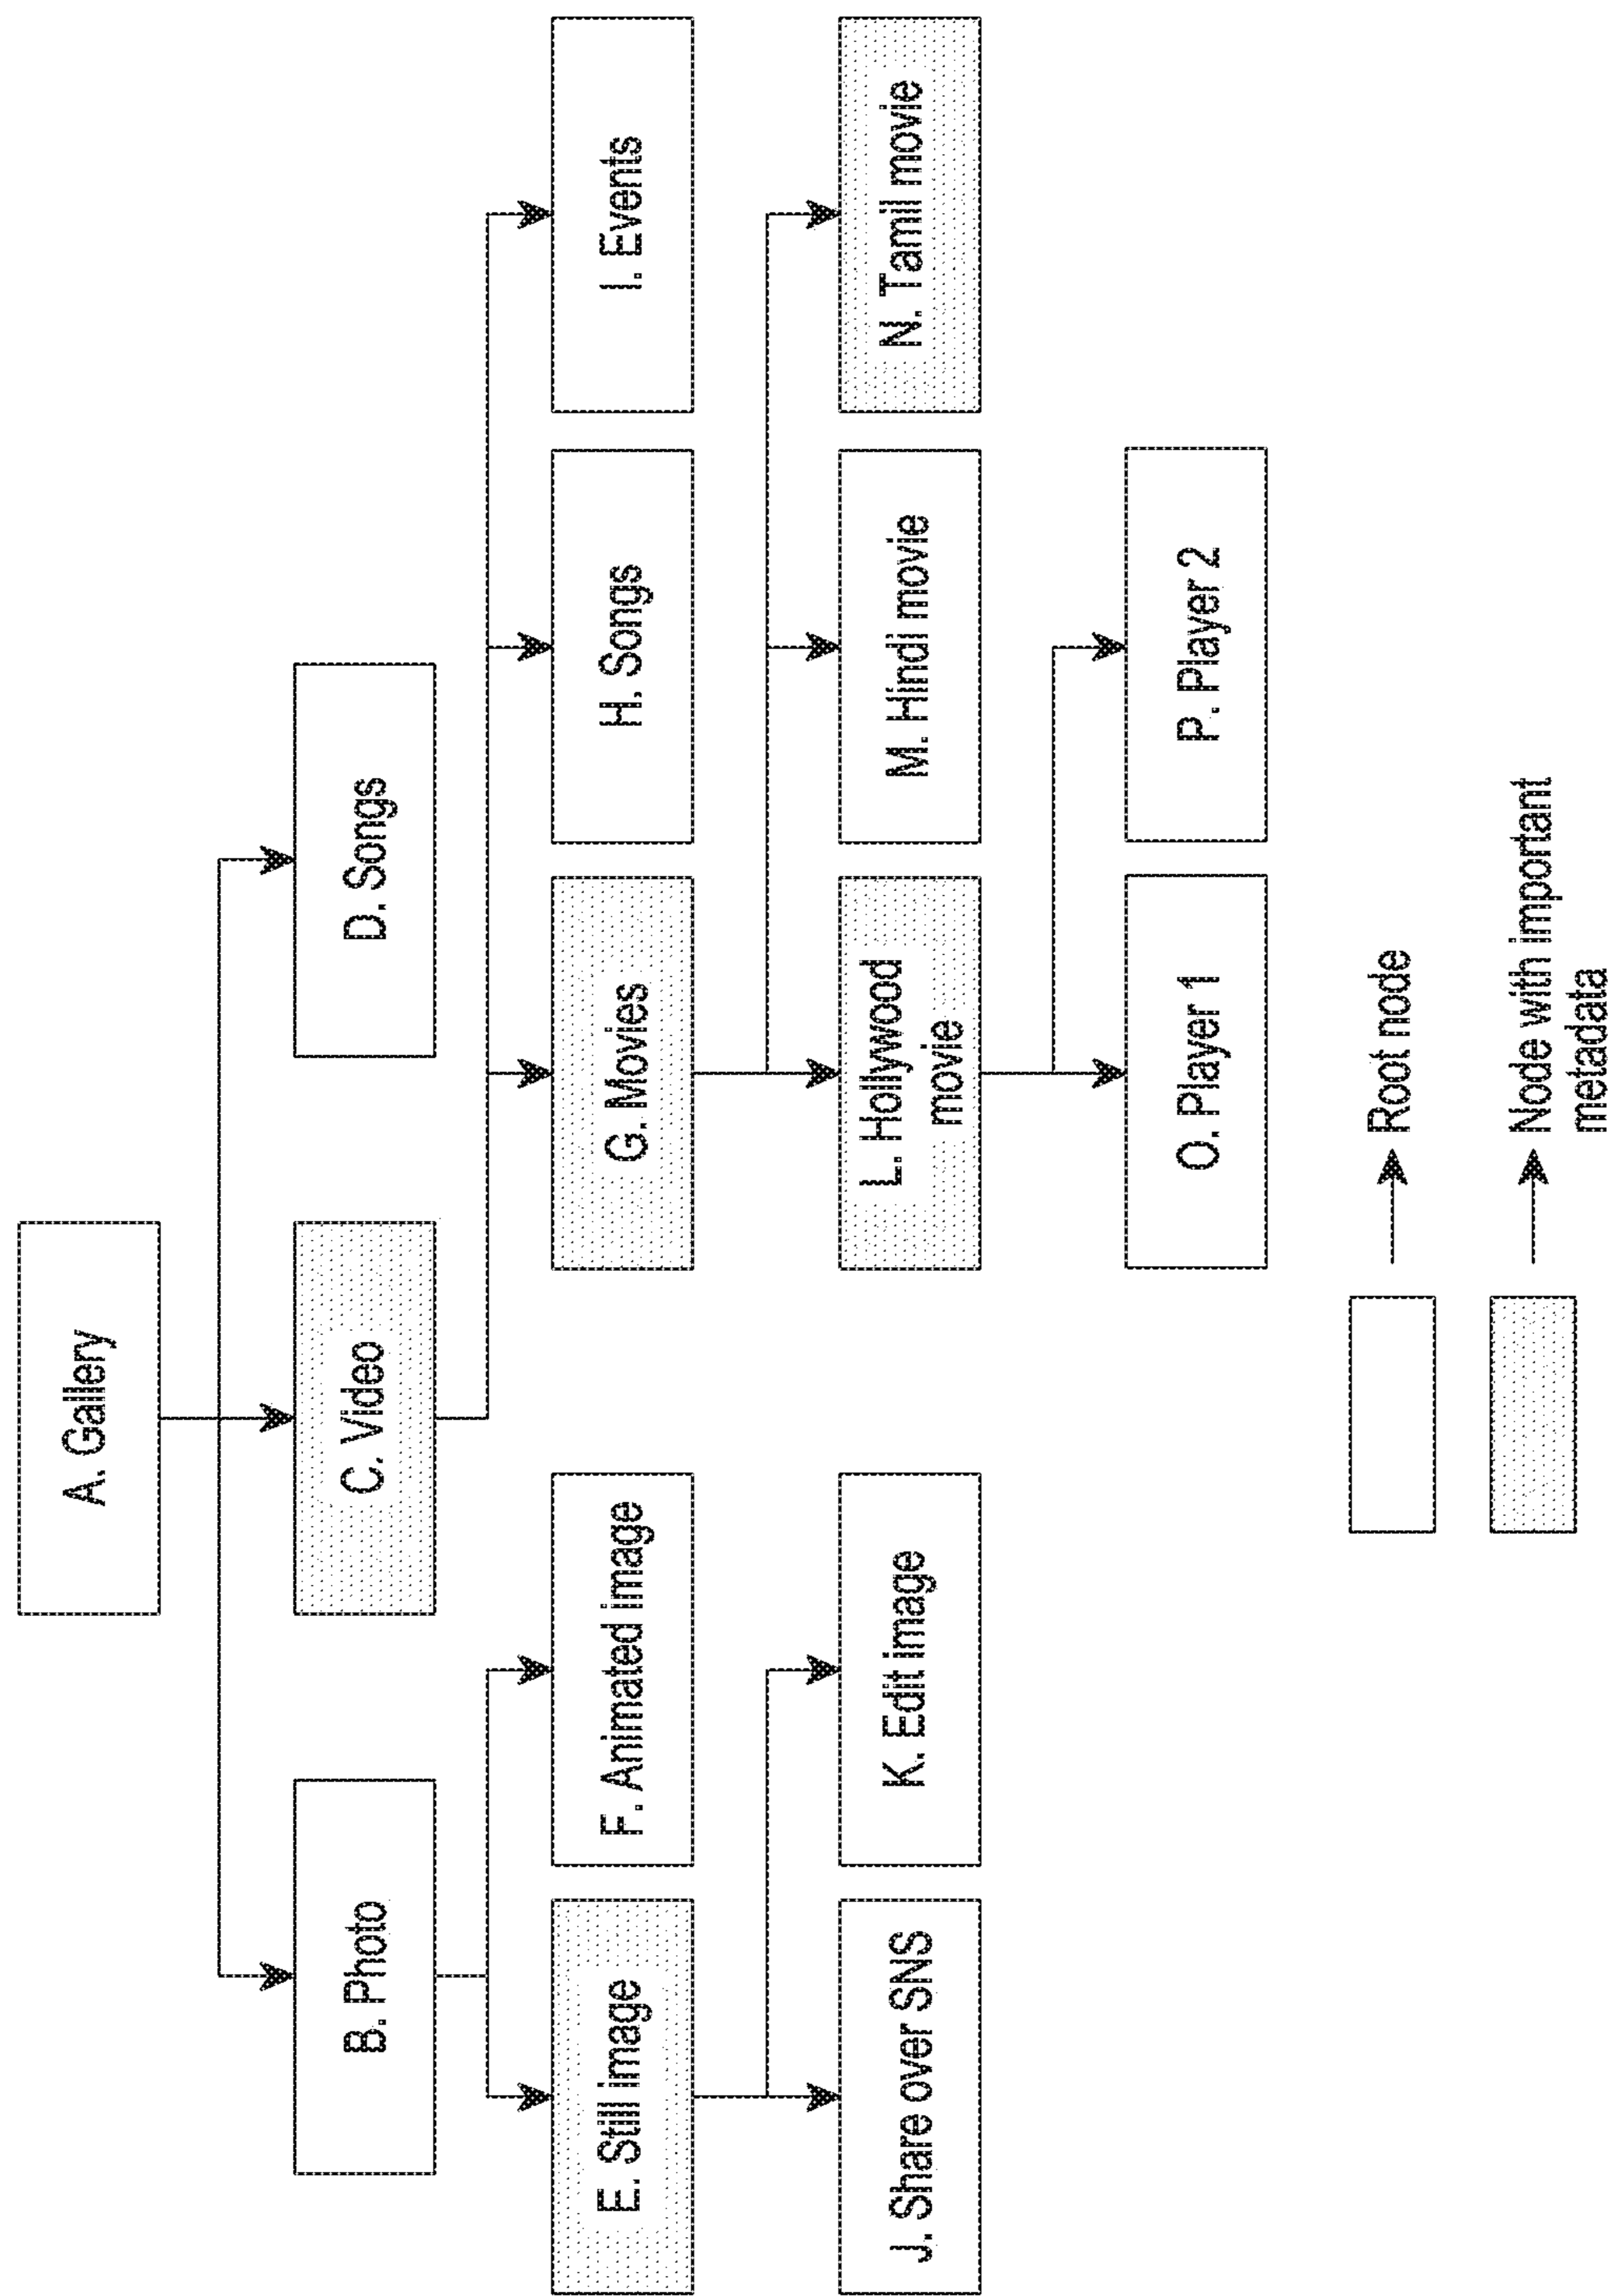 A. Gallery
B. Photo
C. Video
D. Songs
E. Still image
F. Animated image
G. Movies
H. Songs
I. Events
J. Share over SNS
K. Edit image
L. Hollywood
movie
M. Hindi movie
N. Tamil movie
O. Player 1
P. Player 2
Root node
Node with important
metadata